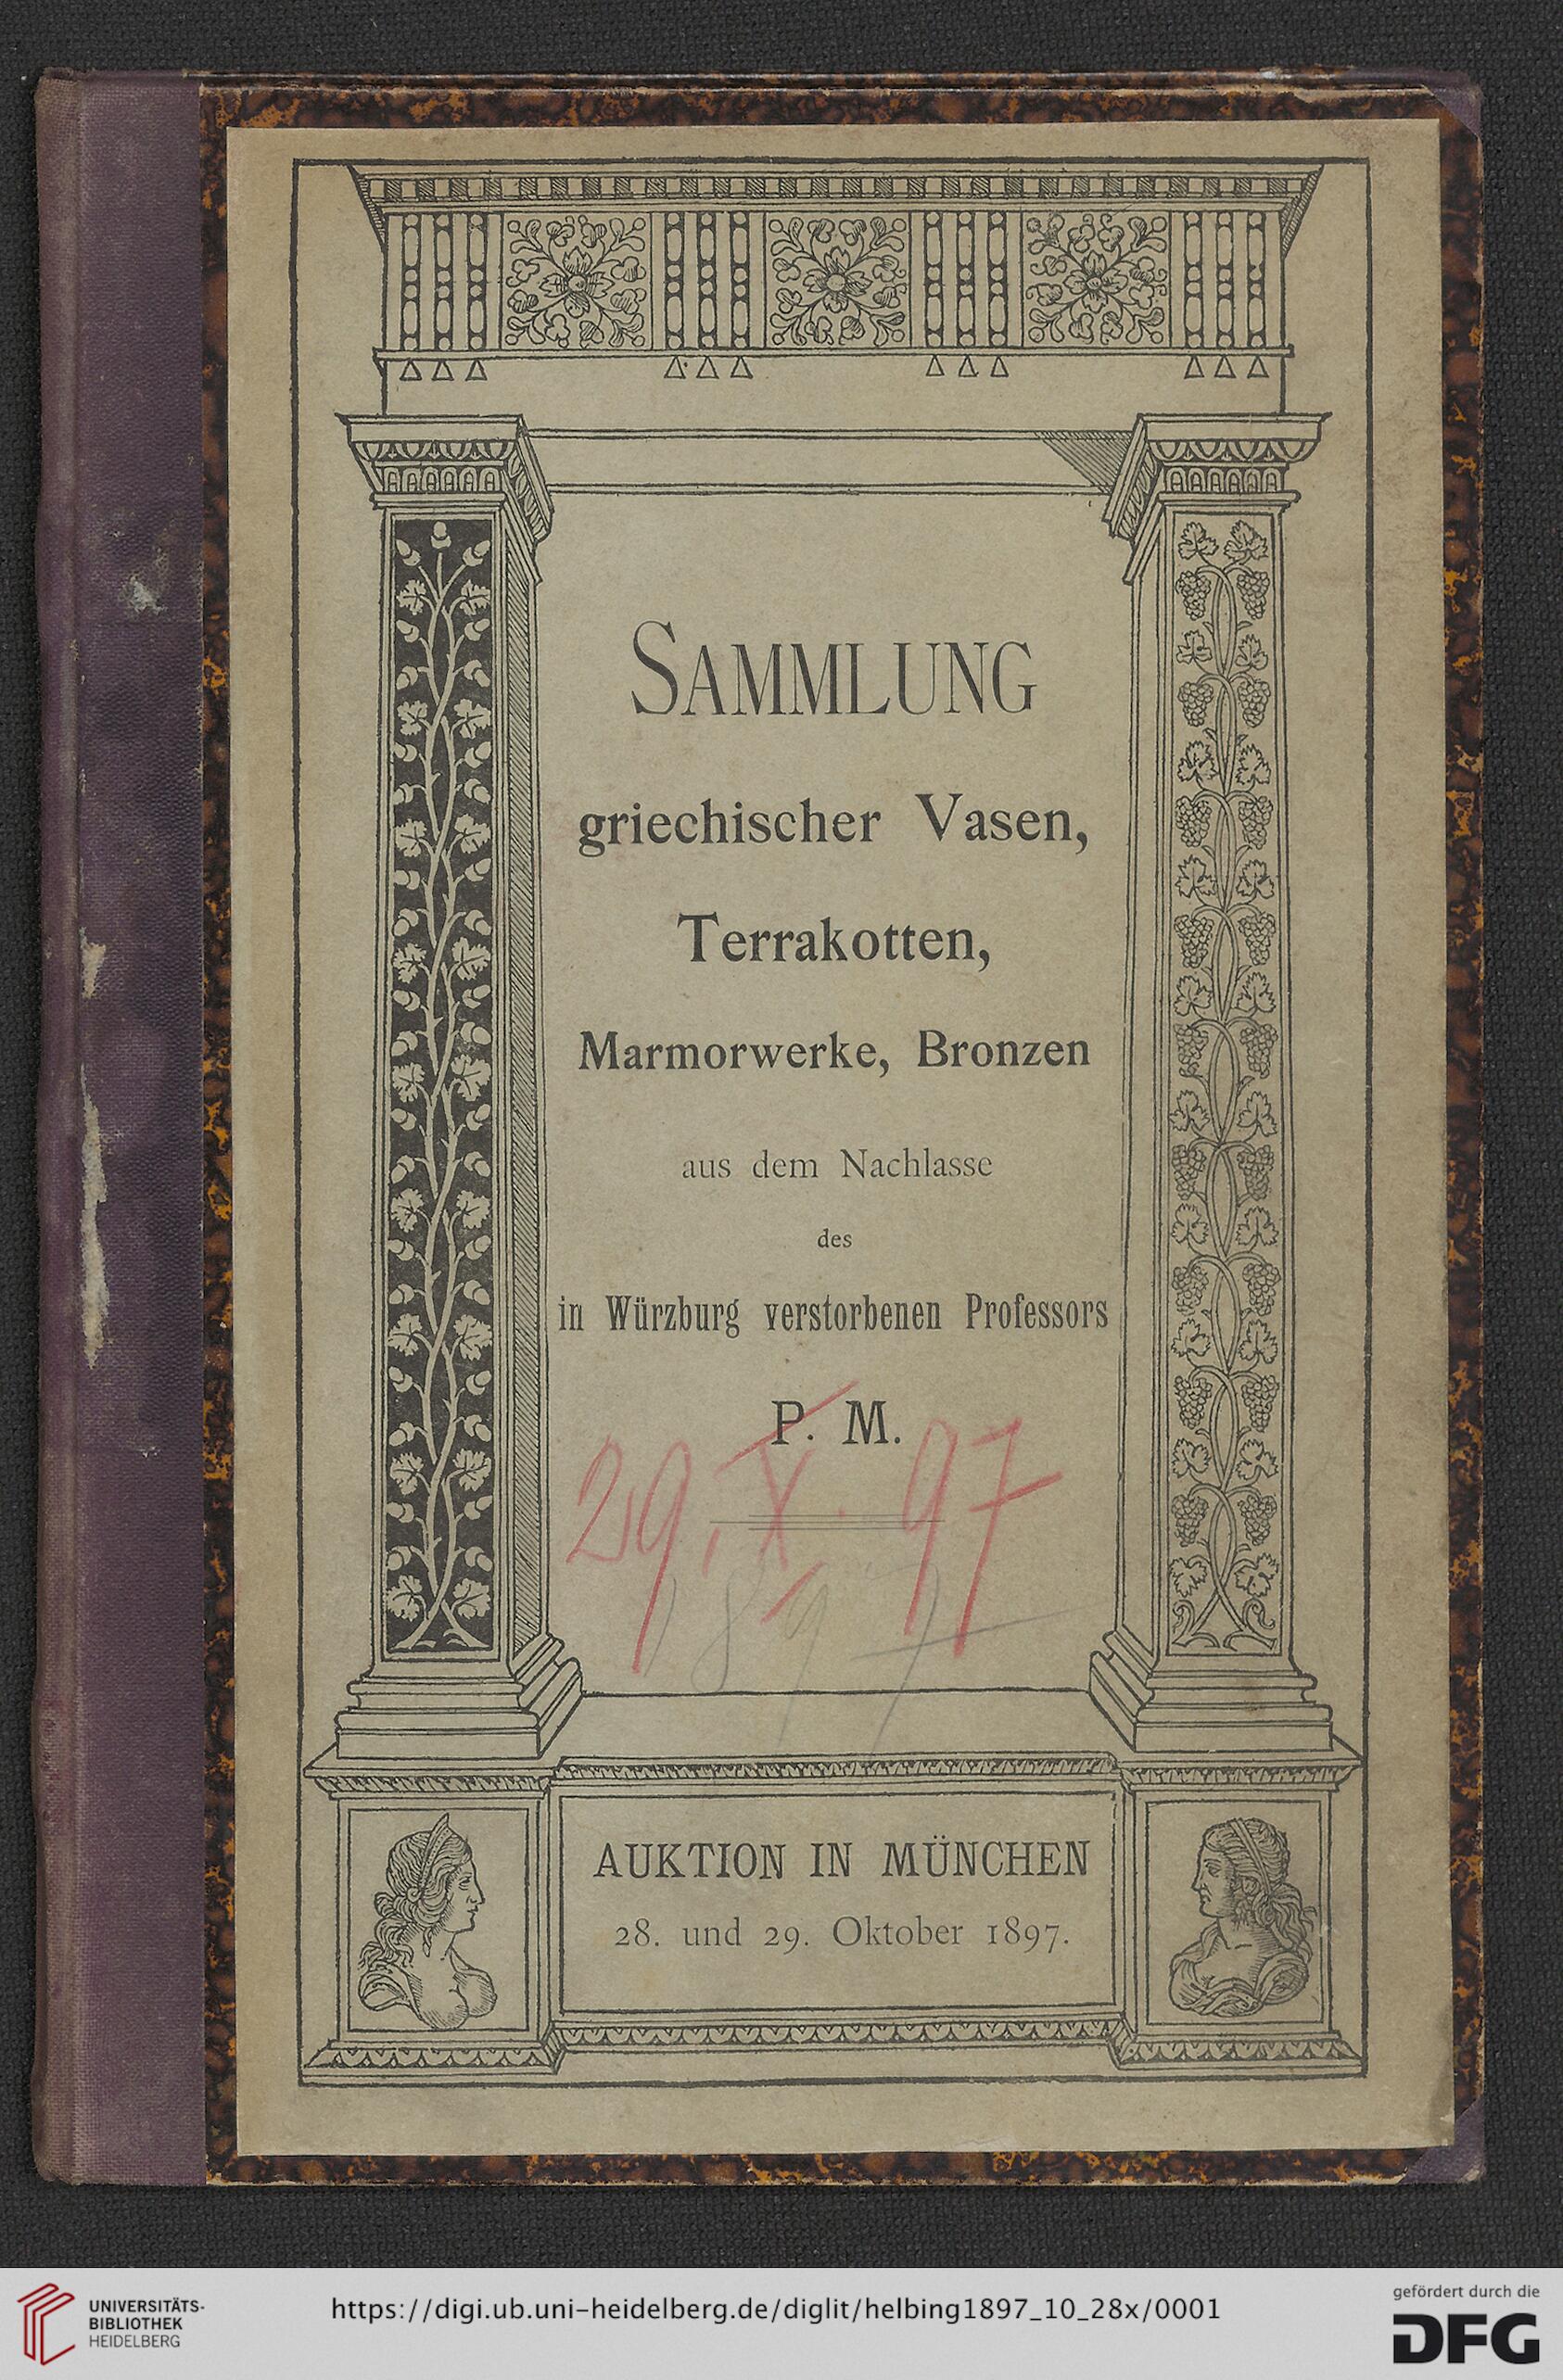 SAMMLUNG
griechischer Vasen,
Terrakotten,
Marmorwerke, Bronzen
aus dem Nachlasse
des
in Würzburg verstorbenen Professors
P. M.
29. X. 97
1897
AUKTION IN MÜNCHEN
28. und 29. Oktober 1897.
UNIVERSITÄTS-
BIBLIOTHEK
HEIDELBERG
https://digi.ub.uni-heidelberg.de/diglit/helbing1897_10_28x/0001
gefördert durch die
DFG